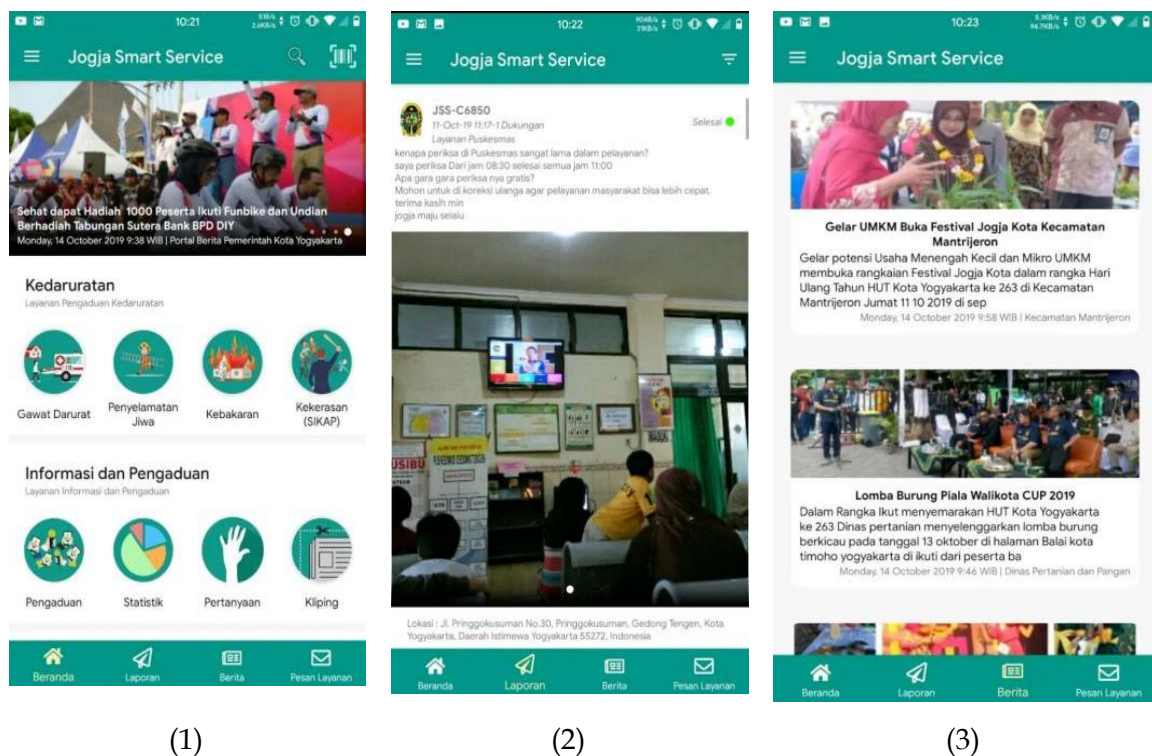 10:21
Jogja Smart Service
Sehat dapat Hadiah 1000 Peserta Ikuti Funbike dan Undian
Berhadiah Tabungan Sutera Bank BPD DIY
Monday, 14 October 2019 9:38 WIB | Portal Berita Pemerintah Kota Yogyakarta
Kedaruratan
Layanan Pengaduan Kedaruratan
Gawat Darurat
Penyelamatan
Jiwa
Kebakaran
Kekerasan
(SIKAP)
Informasi dan Pengaduan
Layanan Informasi dan Pengaduan
Pengaduan
Statistik
Pertanyaan
Kliping
Beranda
Laporan
Berita
Pesan Layanan
(1)
10:22
Jogja Smart Service
JSS-C6850
11-Oct-19 11:17-1 Dukungan
Selesai
Layanan Puskesmas
kenapa periksa di Puskesmas sangat lama dalam pelayanan?
saya periksa Dari jam 08:30 selesai semua jam 11:00
Apa gara gara periksa nya gratis?
Mohon untuk di koreksi ulanga agar pelayanan masyarakat bisa lebih cepat.
terima kasih min
jogja maju selalu
Lokasi : Jl. Pringgokusuman No.30, Pringgokusuman, Gedong Tengen, Kota
Yogyakarta, Daerah Istimewa Yogyakarta 55272, Indonesia
Beranda
Laporan
Berita
Pesan Layanan
(2)
10:23
Jogja Smart Service
Gelar UMKM Buka Festival Jogja Kota Kecamatan
Mantrijeron
Gelar potensi Usaha Menengah Kecil dan Mikro UMKM
membuka rangkaian Festival Jogja Kota dalam rangka Hari
Ulang Tahun HUT Kota Yogyakarta ke 263 di Kecamatan
Mantrijeron Jumat 11 10 2019 di sep
Monday, 14 October 2019 9:58 WIB | Kecamatan Mantrijeron
Lomba Burung Piala Walikota CUP 2019
Dalam Rangka Ikut menyemarakan HUT Kota Yogyakarta
ke 263 Dinas pertanian menyelenggarkan lomba burung
berkicau pada tanggal 13 oktober di halaman Balai kota
timoho yogyakarta di ikuti dari peserta ba
Monday, 14 October 2019 9:46 WIB | Dinas Pertanian dan Pangan
Beranda
Laporan
Berita
Pesan Layanan
(3)